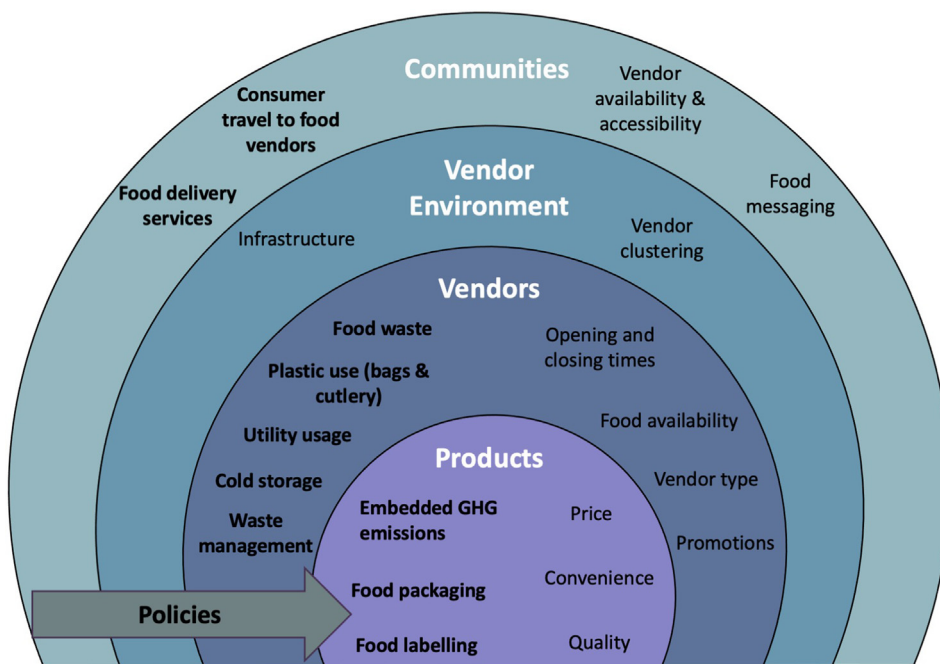 Communities
Consumer
travel to food
vendors
Vendor
availability &
accessibility
Food delivery
services
Food
messaging
Vendor
Environment
Infrastructure
Vendor
clustering
Vendors
Food waste
Plastic use (bags &
cutlery)
Utility usage
Cold storage
Waste
management
Opening and
closing times
Food availability
Vendor type
Promotions
Products
Embedded GHG
emissions
Food packaging
Food labelling
Price
Convenience
Quality
Policies